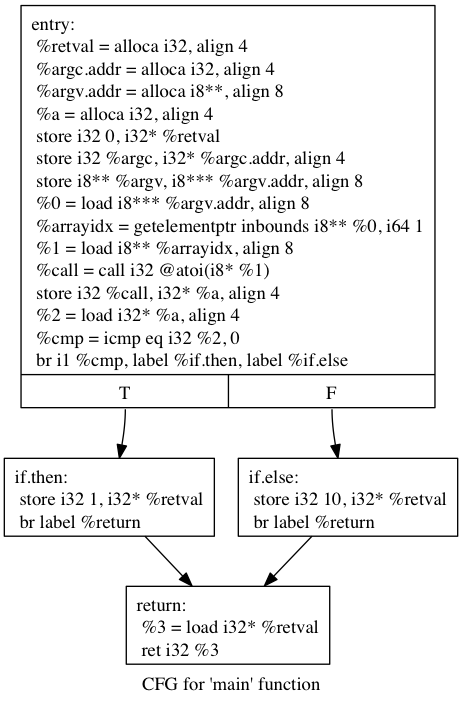 entry:
%retval = alloca i32, align 4
%argc.addr = alloca i32, align 4
%argv.addr = alloca i8**, align 8
%a = alloca i32, align 4
store i32 0, i32* %retval
store i32 %argc, i32* %argc.addr, align 4
store i8** %argv, i8*** %argv.addr, align 8
%0 = load i8*** %argv.addr, align 8
%arrayidx = getelementptr inbounds i8** %0, i64 1
%1 = load i8** %arrayidx, align 8
%call = call i32 @atoi(i8* %1)
store i32 %call, i32* %a, align 4
%2 = load i32* %a, align 4
%cmp = icmp eq i32 %2, 0
br i1 %cmp, label %if.then, label %if.else
T
F
if.then:
store i32 1, i32* %retval
br label %return
if.else:
store i32 10, i32* %retval
br label %return
return:
%3 = load i32* %retval
ret i32 %3
CFG for 'main' function